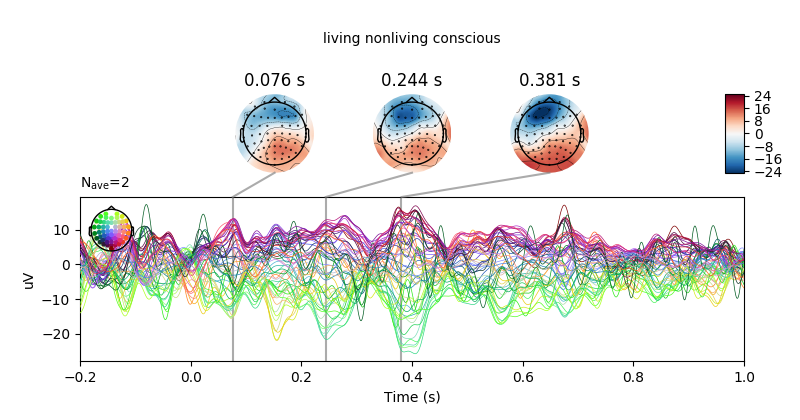 living nonliving conscious
0.076 s 0.244 s 0.381 s
24
16
8
0
−8
−16
−24
Nave=2
10
0
−10
−20
uV
−0.2 0.0 0.2 0.4 0.6 0.8 1.0
Time (s)